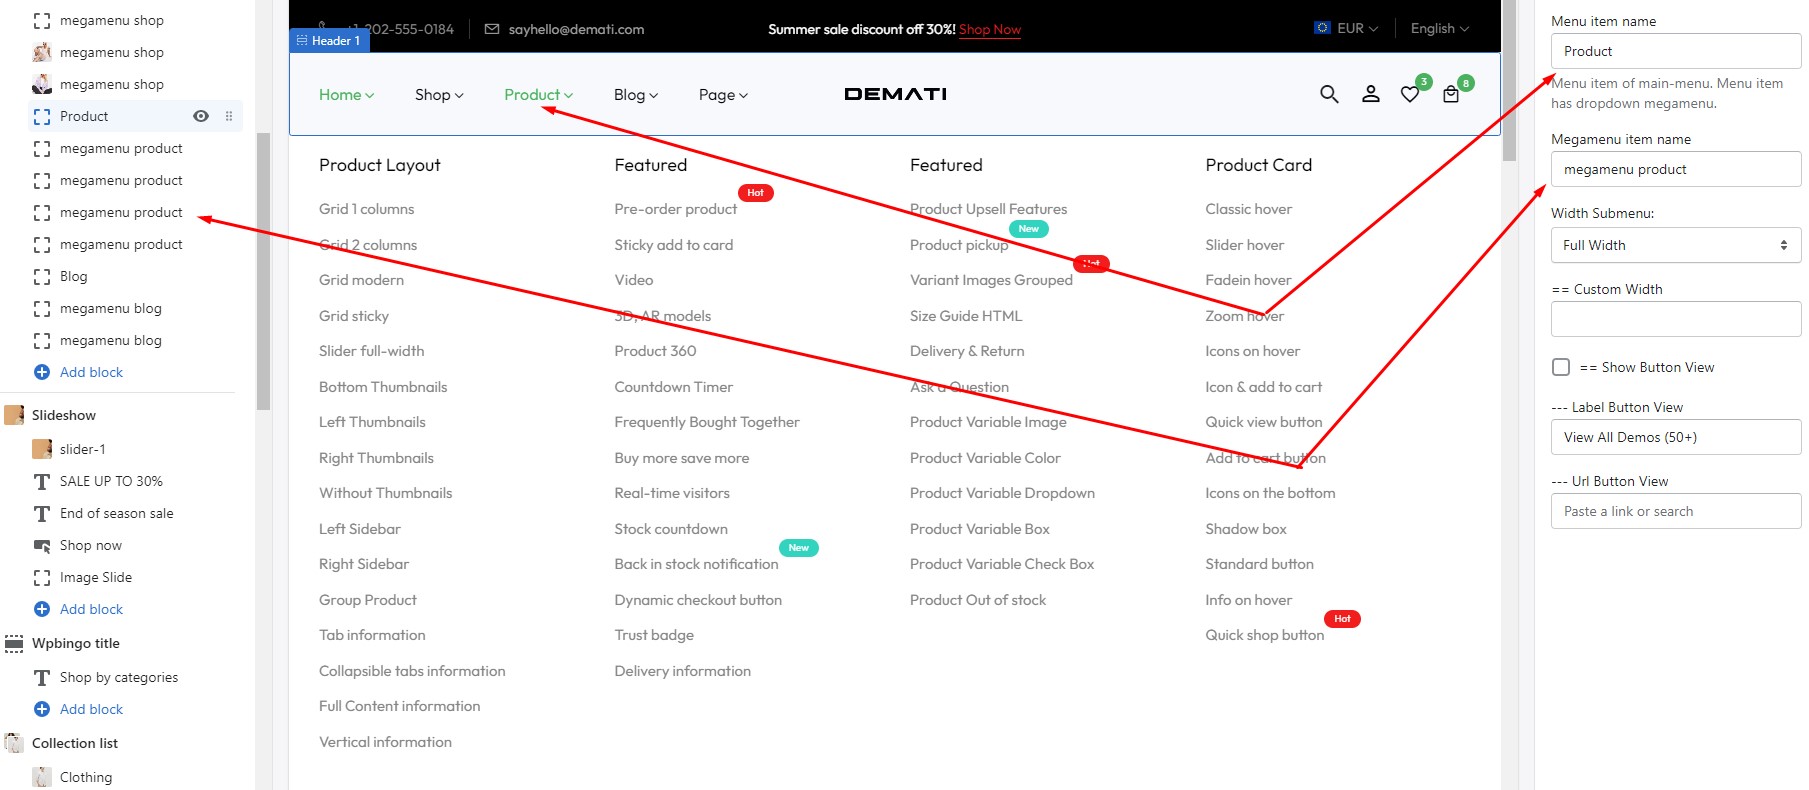 megamenu shop
megamenu shop
megamenu shop
Product
megamenu product
megamenu product
megamenu product
megamenu product
Blog
megamenu blog
megamenu blog
Add block
Slideshow
slider-1
SALE UP TO 30%
End of season sale
Shop now
Image Slide
Add block
Wpbingo title
Shop by categories
Add block
Collection list
Clothing
+1-202-555-0184
sayhello@demati.com
Summer sale discount off 30%! Shop Now
EUR
English
Header 1
Home
Shop
Product
Blog
Page
DEMATI
3
8
Product Layout
Grid 1 columns
Grid 2 columns
Grid modern
Grid sticky
Slider full-width
Bottom Thumbnails
Left Thumbnails
Right Thumbnails
Without Thumbnails
Left Sidebar
Right Sidebar
Group Product
Tab information
Collapsible tabs information
Full Content information
Vertical information
Featured
Hot
Pre-order product
Sticky add to card
Video
3D, AR models
Product 360
Countdown Timer
Frequently Bought Together
Buy more save more
Real-time visitors
Stock countdown
New
Back in stock notification
Dynamic checkout button
Trust badge
Delivery information
Featured
Product Upsell Features
New
Product pickup
Hot
Variant Images Grouped
Size Guide HTML
Delivery & Return
Ask a Question
Product Variable Image
Product Variable Color
Product Variable Dropdown
Product Variable Box
Product Variable Check Box
Product Out of stock
Product Card
Classic hover
Slider hover
Fadein hover
Zoom hover
Icons on hover
Icon & add to cart
Quick view button
Add to cart button
Icons on the bottom
Shadow box
Standard button
Info on hover
Hot
Quick shop button
Menu item name
Product
Menu item of main-menu. Menu item
has dropdown megamenu.
Megamenu item name
megamenu product
Width Submenu:
Full Width
== Custom Width
== Show Button View
--- Label Button View
View All Demos (50+)
--- Url Button View
Paste a link or search